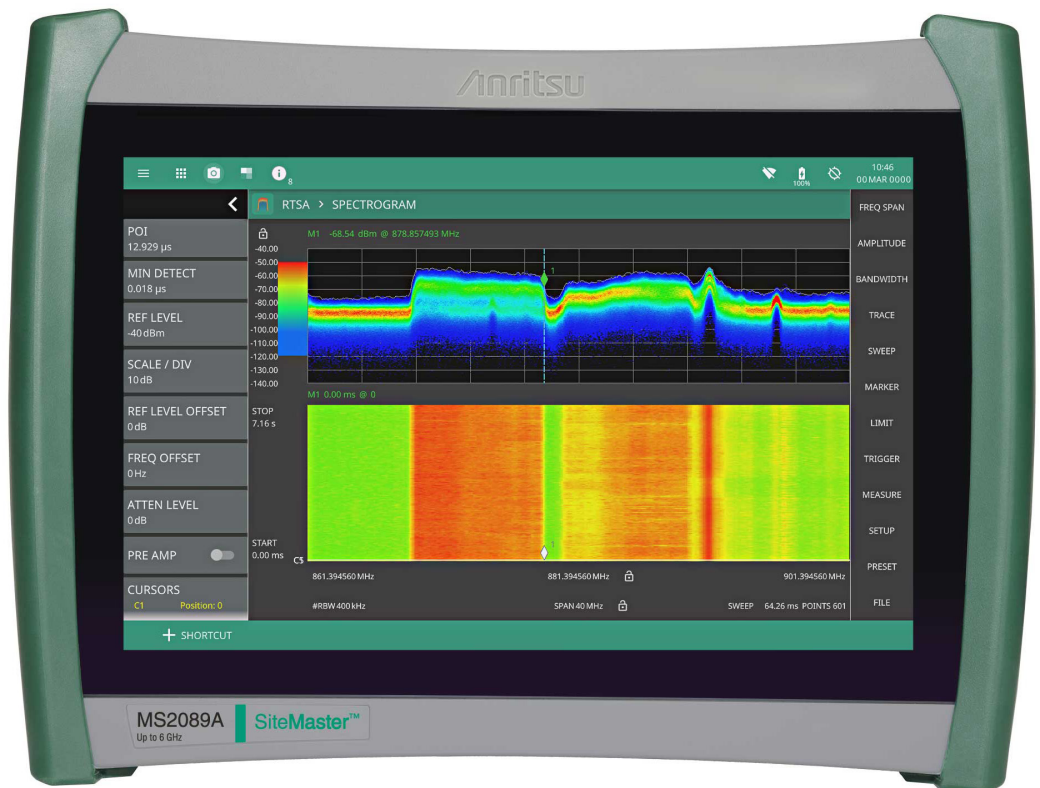 Anritsu
8
100%
10:46
00 MAR 0000
RTSA > SPECTROGRAM
POI
12.929 µs
MIN DETECT
0.018 µs
REF LEVEL
-40 dBm
SCALE / DIV
10 dB
REF LEVEL OFFSET
0 dB
FREQ OFFSET
0 Hz
ATTEN LEVEL
0 dB
PRE AMP
CURSORS
C1 Position: 0
+ SHORTCUT
M1 -68.54 dBm @ 878.857493 MHz
-40.00
-50.00
-60.00
-70.00
-80.00
-90.00
-100.00
-110.00
-120.00
-130.00
-140.00
1
M1 0.00 ms @ 0
STOP
7.16 s
START
0.00 ms
1
861.394560 MHz
881.394560 MHz
901.394560 MHz
#RBW 400 kHz
SPAN 40 MHz
SWEEP 64.26 ms POINTS 601
FREQ SPAN
AMPLITUDE
BANDWIDTH
TRACE
SWEEP
MARKER
LIMIT
TRIGGER
MEASURE
SETUP
PRESET
FILE
MS2089A
Up to 6 GHz
SiteMaster™